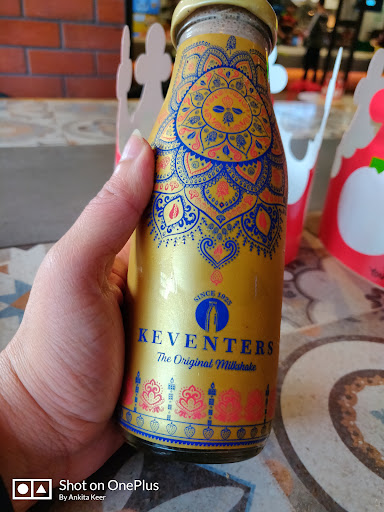 SINCE 1925
KEVENTERS
The Original Milkshake
Shot on OnePlus
By Ankita Keer